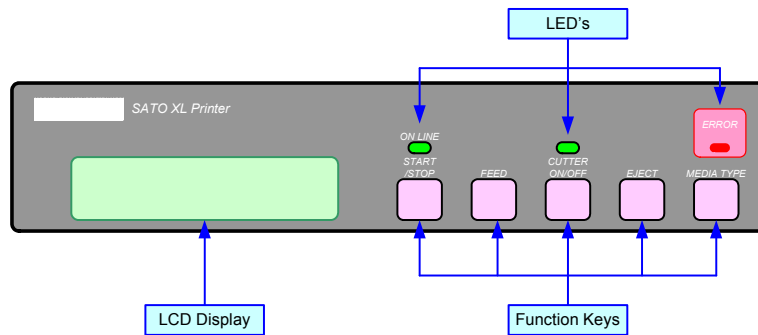 LED's
SATO XL Printer
ERROR
ON LINE
START
/STOP
FEED
CUTTER
ON/OFF
EJECT
MEDIA TYPE
LCD Display
Function Keys